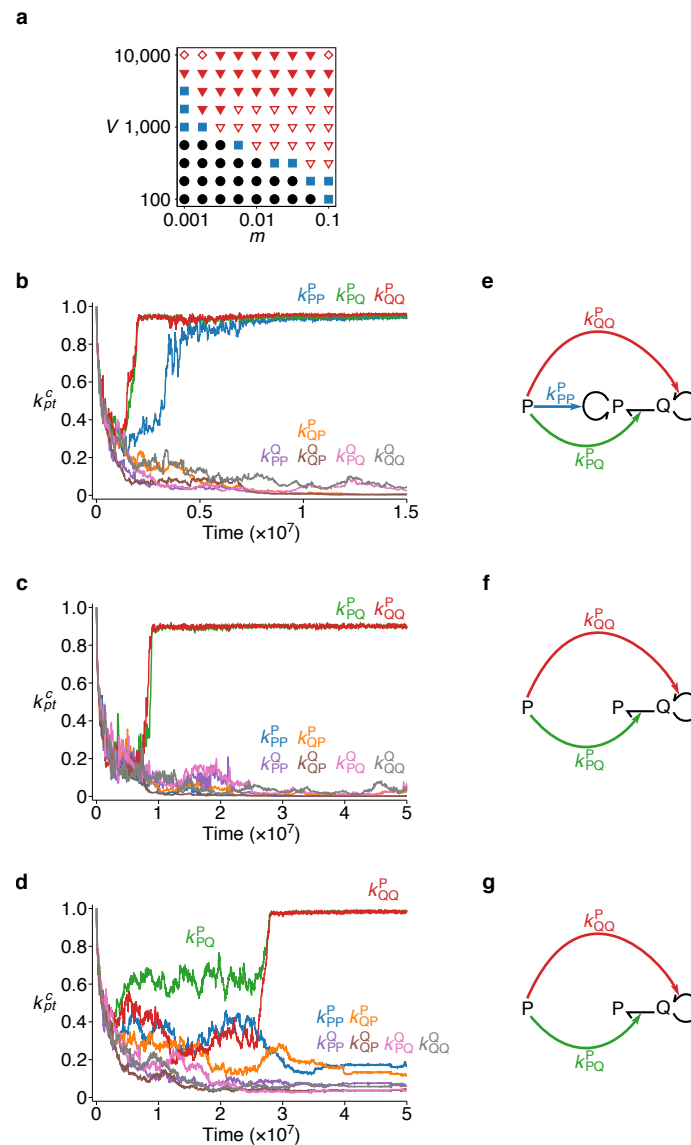 a
10,000
V 1,000
100
0.001 0.01 0.1
m
b
k^P_PP k^P_PQ k^P_QQ
1.0
0.8
0.6
k^c_pt
0.4
0.2
0
k^P_QP
k^Q_PP k^Q_QP k^Q_PQ k^Q_QQ
0 0.5 1 1.5
Time (×10^7)
e
k^P_QQ
P k^P_PP P Q
k^P_PQ
c
k^P_PQ k^P_QQ
1.0
0.8
0.6
k^c_pt
0.4
0.2
0
k^P_PP k^P_QP
k^Q_PP k^Q_QP k^Q_PQ k^Q_QQ
0 1 2 3 4 5
Time (×10^7)
f
k^P_QQ
P P Q
k^P_PQ
d
k^P_QQ
1.0
k^P_PQ
0.8
0.6
k^c_pt
0.4
0.2
0
k^P_PP k^P_QP
k^Q_PP k^Q_QP k^Q_PQ k^Q_QQ
0 1 2 3 4 5
Time (×10^7)
g
k^P_QQ
P P Q
k^P_PQ